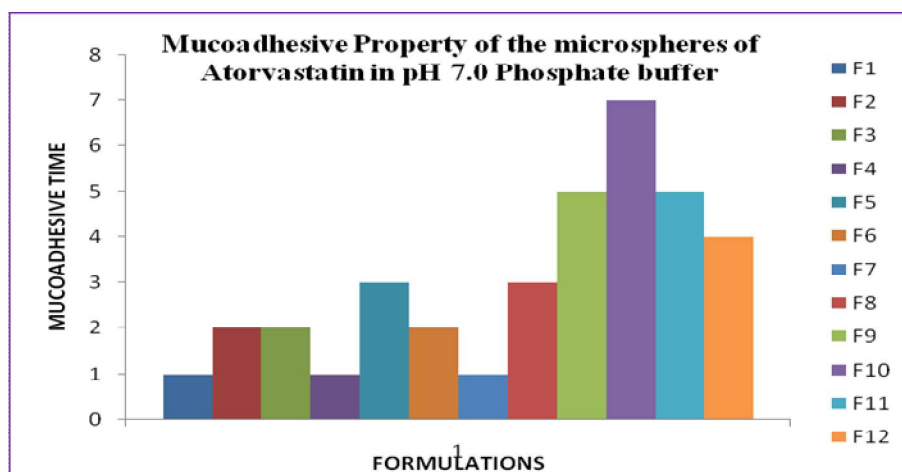 Mucoadhesive Property of the microspheres of
Atorvastatin in pH 7.0 Phosphate buffer
MUCOADHESIVE TIME
8
7
6
5
4
3
2
1
0
1
FORMULATIONS
F1
F2
F3
F4
F5
F6
F7
F8
F9
F10
F11
F12